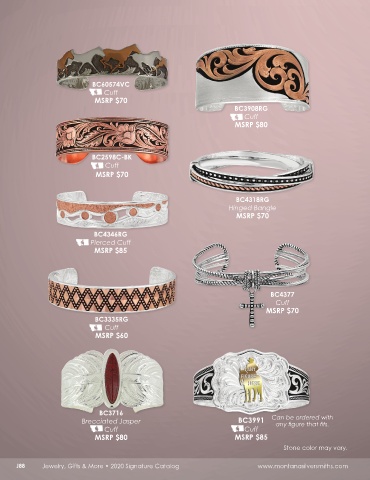 BC60574VC
Cuff
MSRP $70
BC3908RG
Cuff
MSRP $80
BC2598C-BK
Cuff
MSRP $70
BC4318RG
Hinged Bangle
MSRP $70
BC4346RG
Pierced Cuff
MSRP $85
BC4377
Cuff
MSRP $70
BC3335RG
Cuff
MSRP $60
BC3716
Brecciated Jasper
Cuff
MSRP $80
BC3991
Cuff
MSRP $85
Can be ordered with
any figure that fits.
Stone color may vary.
J88 Jewelry, Gifts & More • 2020 Signature Catalog www.montanasilversmiths.com